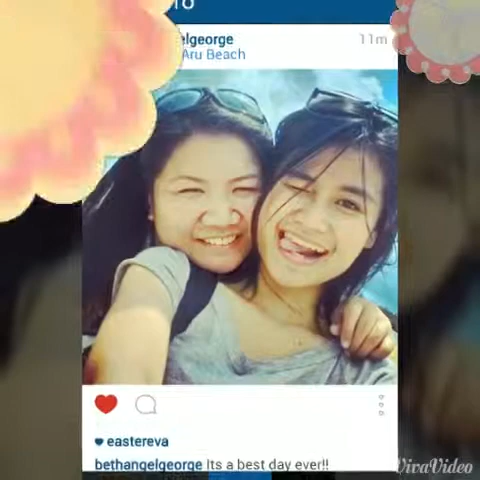 elgeorge
11m
Aru Beach
eastereva
bethangelgeorge Its a best day ever!!
VivaVideo